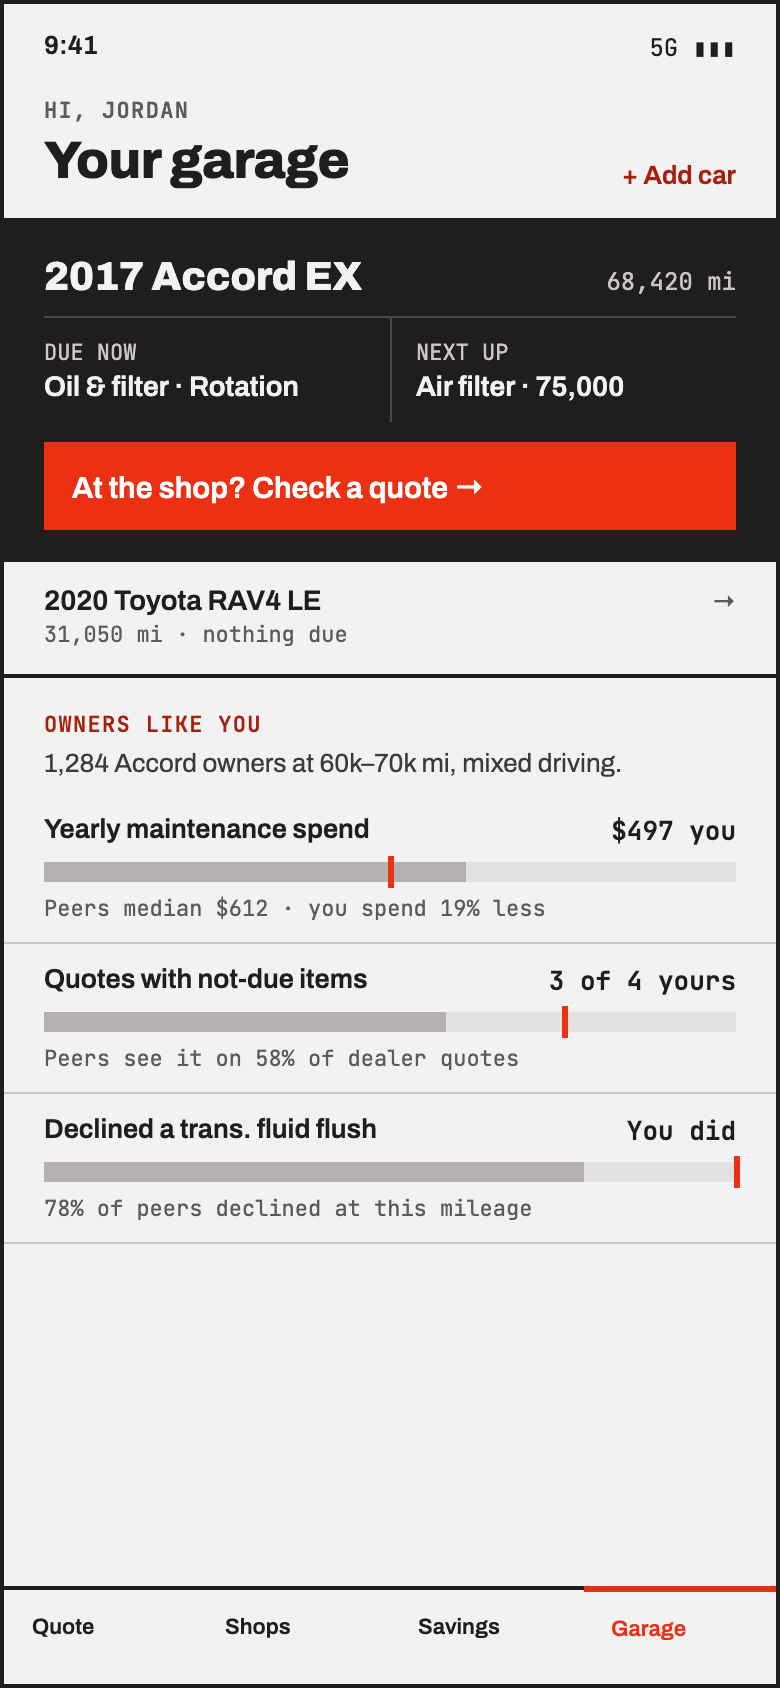 9:41
5G
HI, JORDAN
Your garage
+ Add car
2017 Accord EX
68,420 mi
DUE NOW
Oil & filter · Rotation
NEXT UP
Air filter · 75,000
At the shop? Check a quote →
2020 Toyota RAV4 LE →
31,050 mi · nothing due
OWNERS LIKE YOU
1,284 Accord owners at 60k–70k mi, mixed driving.
Yearly maintenance spend
$497 you
Peers median $612 · you spend 19% less
Quotes with not-due items
3 of 4 yours
Peers see it on 58% of dealer quotes
Declined a trans. fluid flush
You did
78% of peers declined at this mileage
Quote
Shops
Savings
Garage